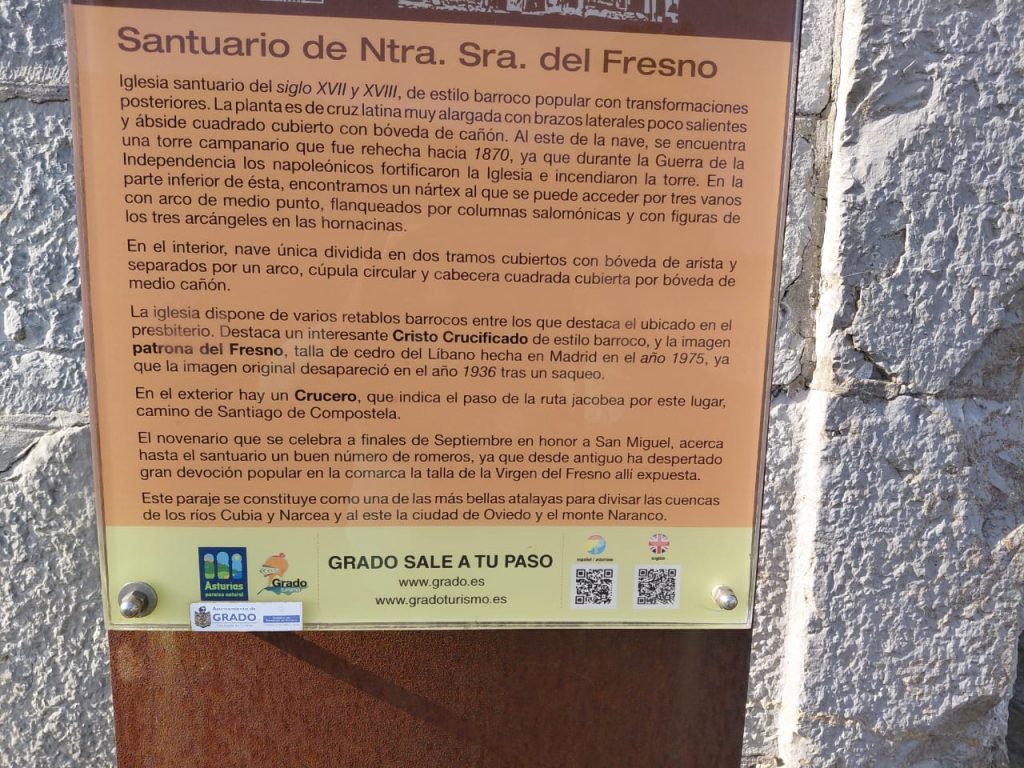 Santuario de Ntra. Sra. del Fresno
Iglesia santuario del siglo XVII y XVIII, de estilo barroco popular con transformaciones
posteriores. La planta es de cruz latina muy alargada con brazos laterales poco salientes
y ábside cuadrado cubierto con bóveda de cañón. Al este de la nave, se encuentra
una torre campanario que fue rehecha hacia 1870, ya que durante la Guerra de la
Independencia los napoleónicos fortificaron la Iglesia e incendiaron la torre. En la
parte inferior de ésta, encontramos un nártex al que se puede acceder por tres vanos
con arco de medio punto, flanqueados por columnas salomónicas y con figuras de
los tres arcángeles en las hornacinas.
En el interior, nave única dividida en dos tramos cubiertos con bóveda de arista y
separados por un arco, cúpula circular y cabecera cuadrada cubierta por bóveda de
medio cañón.
La iglesia dispone de varios retablos barrocos entre los que destaca el ubicado en el
presbiterio. Destaca un interesante Cristo Crucificado de estilo barroco, y la imagen
patrona del Fresno, talla de cedro del Líbano hecha en Madrid en el año 1975, ya
que la imagen original desapareció en el año 1936 tras un saqueo.
En el exterior hay un Crucero, que indica el paso de la ruta jacobea por este lugar,
camino de Santiago de Compostela.
El novenario que se celebra a finales de Septiembre en honor a San Miguel, acerca
hasta el santuario un buen número de romeros, ya que desde antiguo ha despertado
gran devoción popular en la comarca la talla de la Virgen del Fresno allí expuesta.
Este paraje se constituye como una de las más bellas atalayas para divisar las cuencas
de los ríos Cubia y Narcea y al este la ciudad de Oviedo y el monte Naranco.
Asturias
paraíso natural
Grado
turismo
GRADO SALE A TU PASO
www.grado.es
www.gradoturismo.es
español / asturianu
english
Ayuntamiento de
GRADO